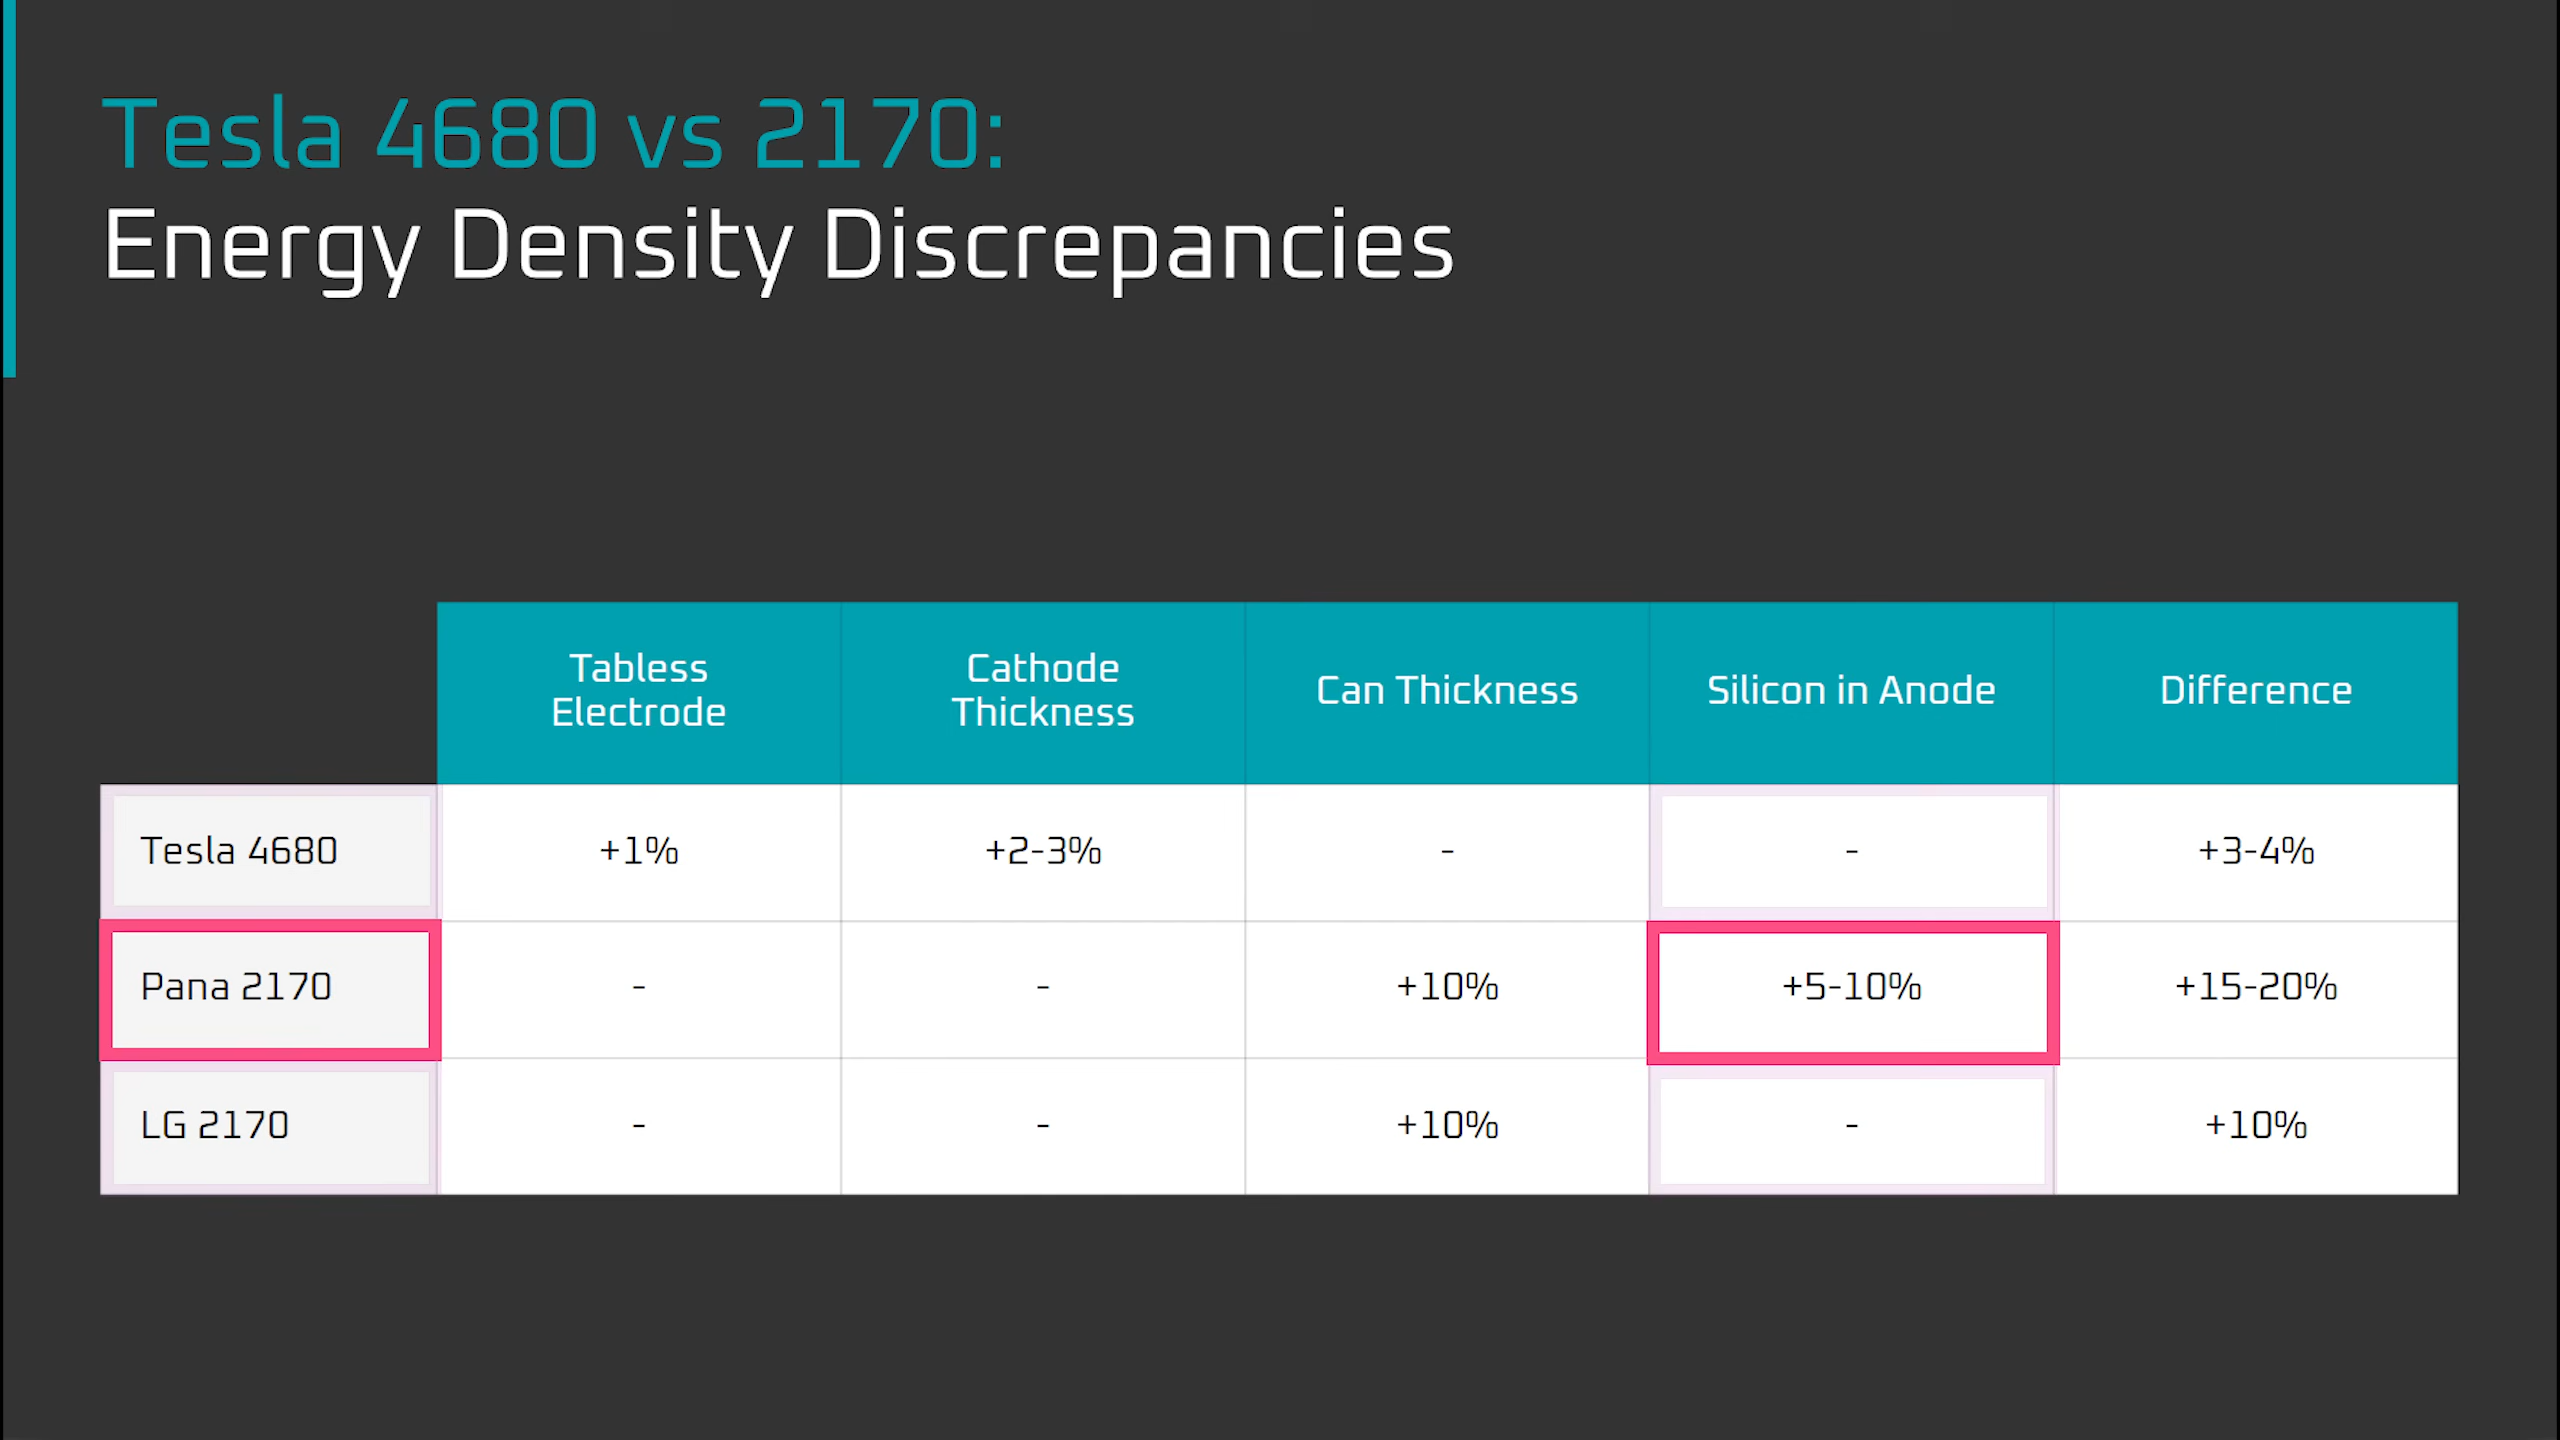 Tesla 4680 vs 2170:
Energy Density Discrepancies
Tabless
Electrode
Cathode
Thickness
Can Thickness
Silicon in Anode
Difference
Tesla 4680
+1%
+2-3%
-
-
+3-4%
Pana 2170
-
-
+10%
+5-10%
+15-20%
LG 2170
-
-
+10%
-
+10%